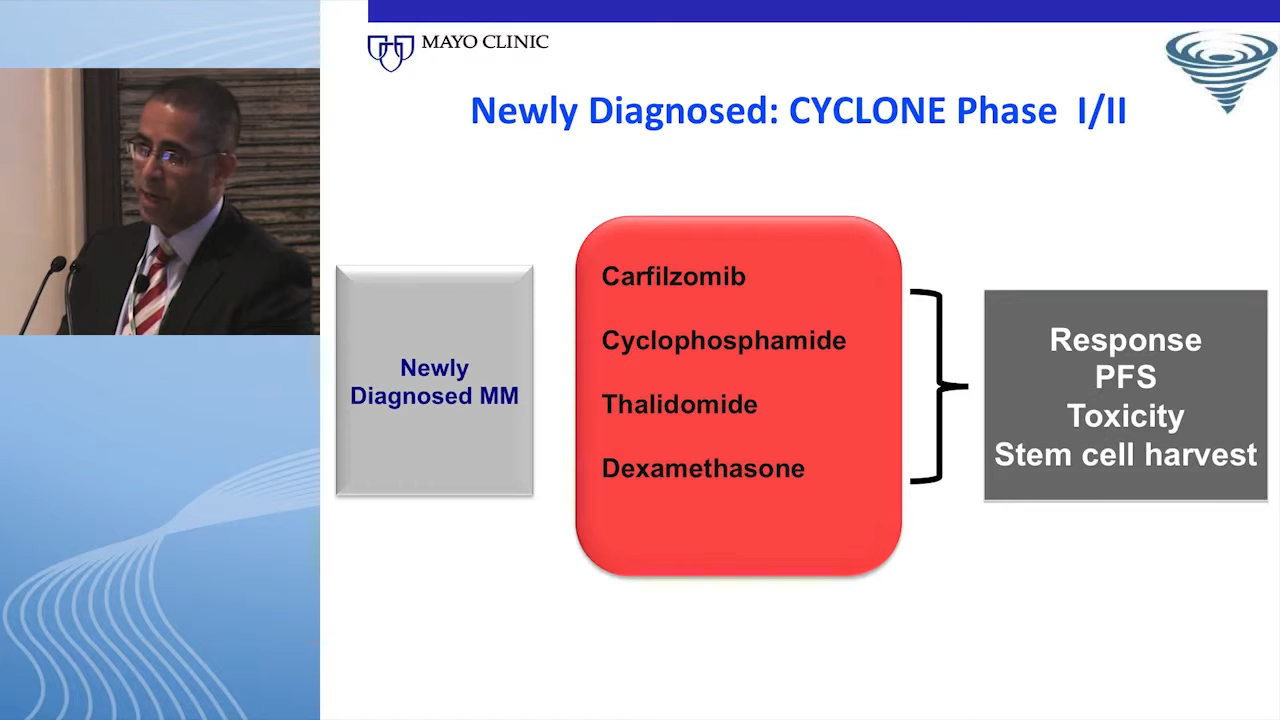 MAYO CLINIC
Newly Diagnosed: CYCLONE Phase I/II
Newly
Diagnosed MM
Carfilzomib
Cyclophosphamide
Thalidomide
Dexamethasone
Response
PFS
Toxicity
Stem cell harvest